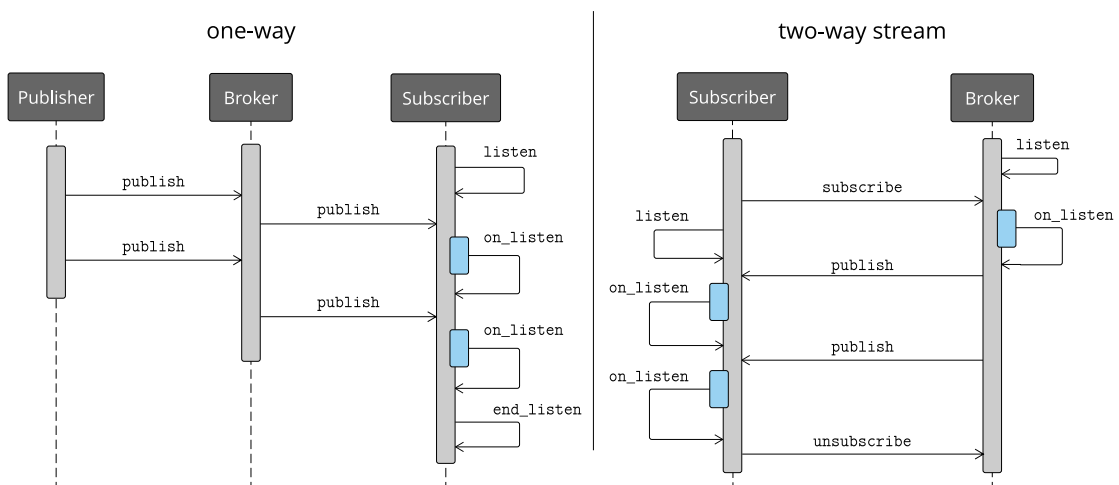 one-way
Publisher
Broker
Subscriber
listen
publish
publish
on_listen
publish
publish
on_listen
end_listen
two-way stream
Subscriber
Broker
listen
subscribe
listen
on_listen
publish
on_listen
publish
on_listen
unsubscribe